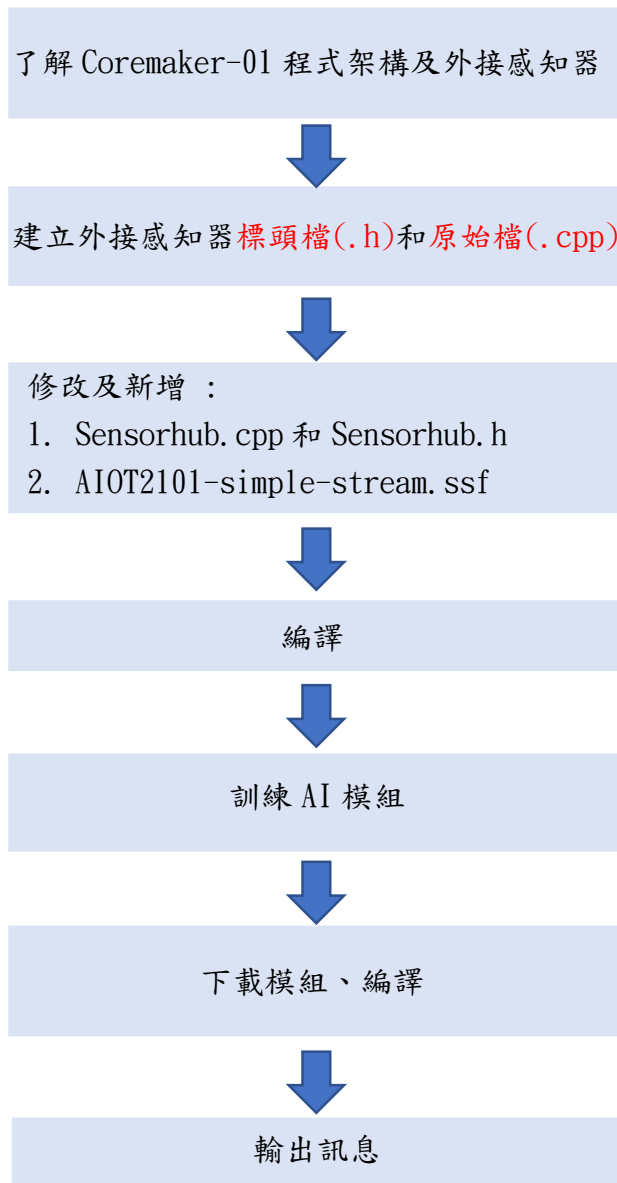 了解 Coremaker-01 程式架構及外接感知器
建立外接感知器標頭檔(.h)和原始檔(.cpp)
修改及新增 :
1. Sensorhub.cpp 和 Sensorhub.h
2. AIOT2101-simple-stream.ssf
編譯
訓練 AI 模組
下載模組、編譯
輸出訊息